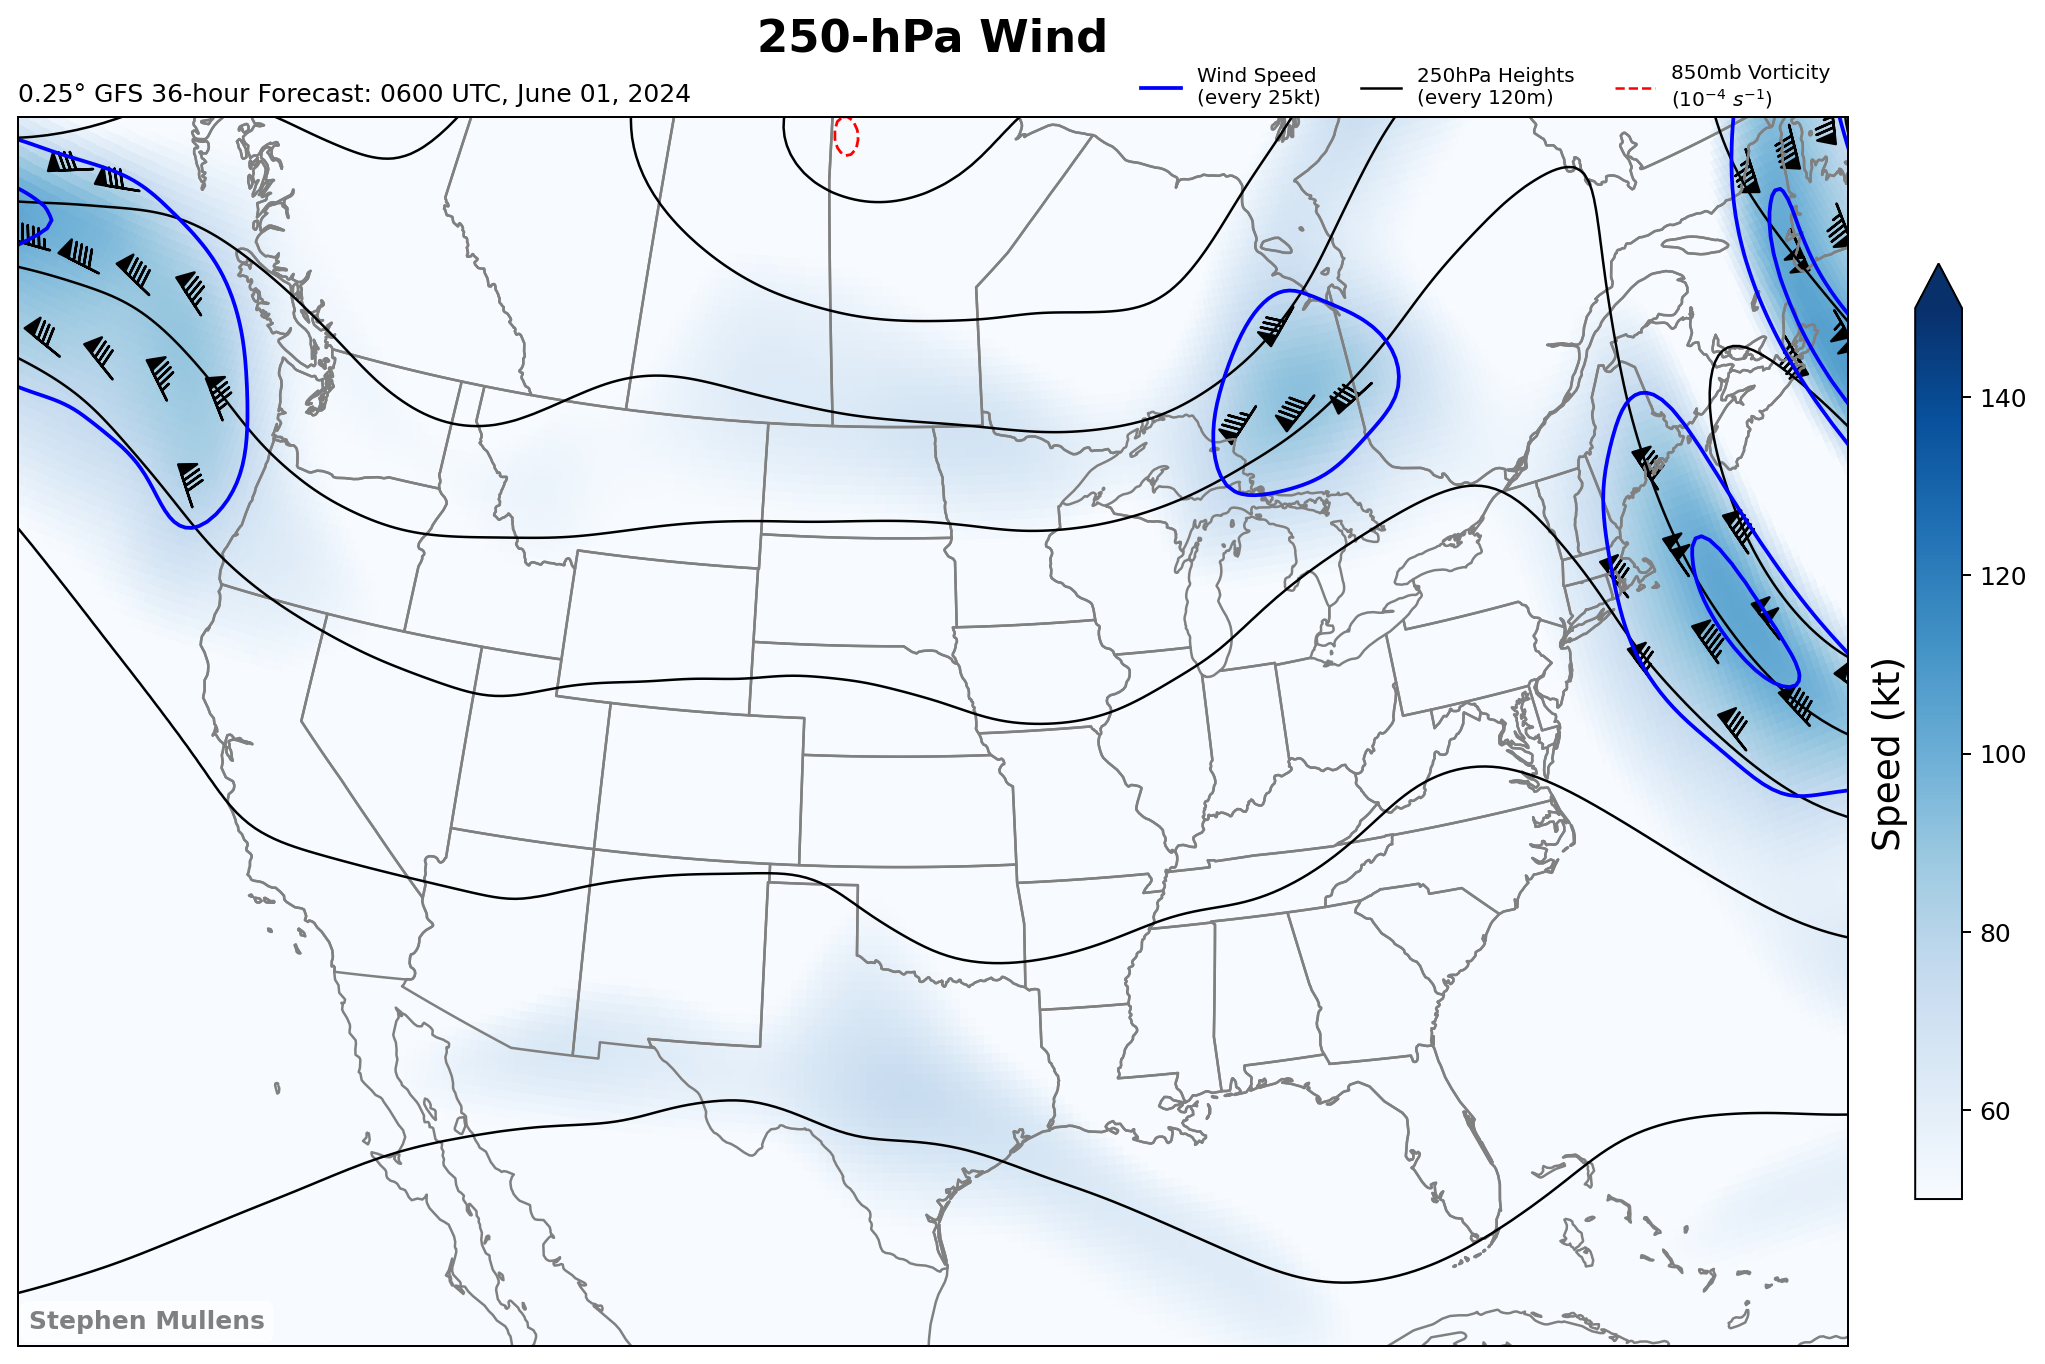 250-hPa Wind
0.25° GFS 36-hour Forecast: 0600 UTC, June 01, 2024
Wind Speed
(every 25kt)
250hPa Heights
(every 120m)
850mb Vorticity
(10⁻⁴ s⁻¹)
140
120
100
80
60
Speed (kt)
Stephen Mullens